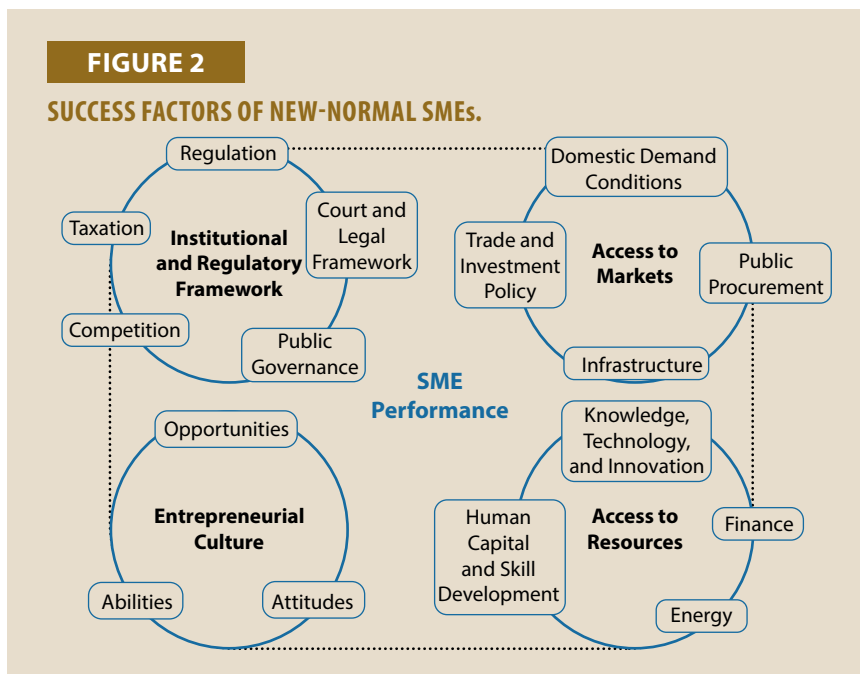 FIGURE 2
SUCCESS FACTORS OF NEW-NORMAL SMEs.
Regulation
Taxation
Court and
Legal
Framework
Institutional
and Regulatory
Framework
Competition
Public
Governance
Domestic Demand
Conditions
Trade and
Investment
Policy
Access to
Markets
Public
Procurement
Infrastructure
SME
Performance
Opportunities
Entrepreneurial
Culture
Abilities
Attitudes
Knowledge,
Technology,
and Innovation
Human
Capital
and Skill
Development
Access to
Resources
Finance
Energy